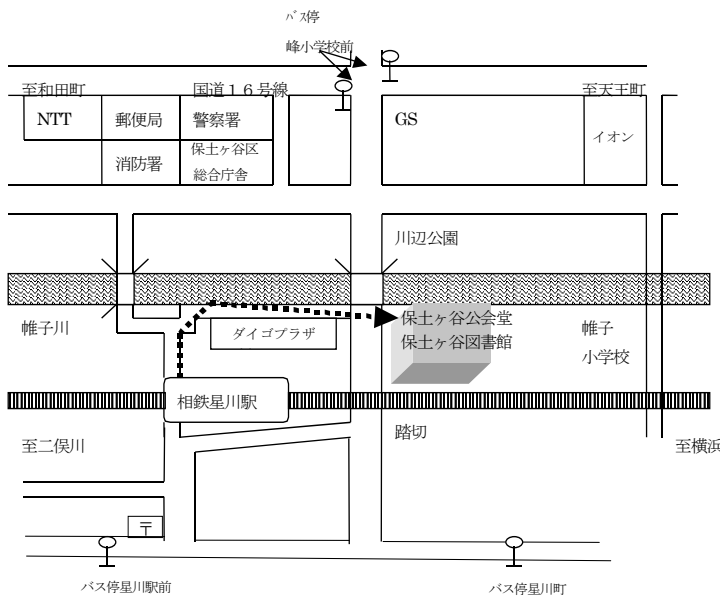 バス停
峰小学校前
至和田町
国道１６号線
至天王町
NTT
郵便局
警察署
GS
イオン
消防署
保土ヶ谷区
総合庁舎
川辺公園
帷子川
ダイゴプラザ
保土ヶ谷公会堂
保土ヶ谷図書館
帷子
小学校
相鉄星川駅
至二俣川
踏切
至横浜
〒
バス停星川駅前
バス停星川町